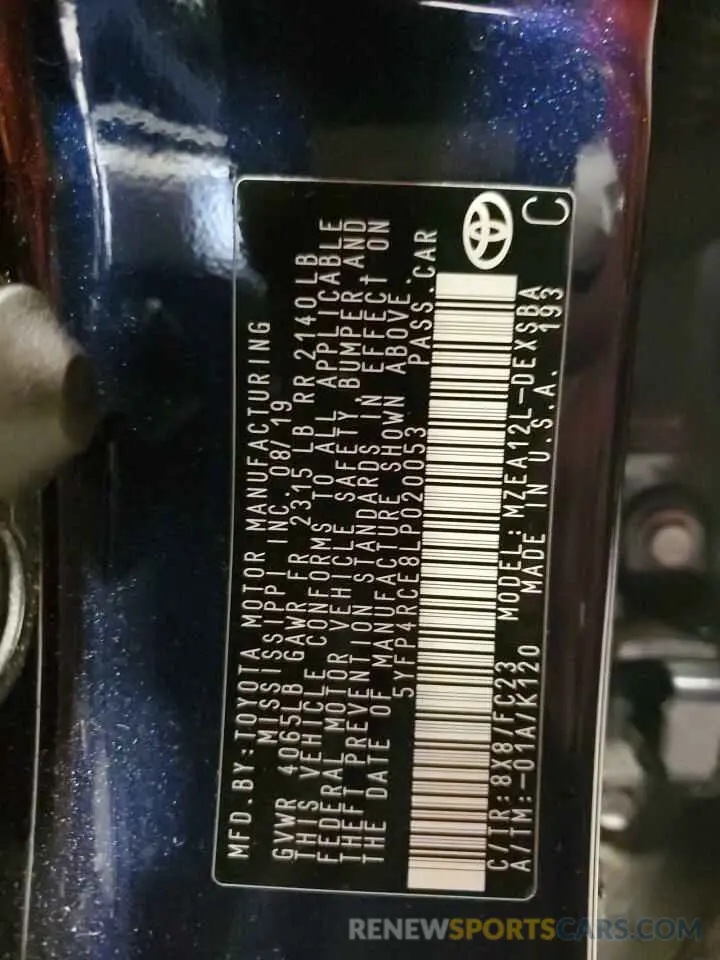 MFD.BY:TOYOTA MOTOR MANUFACTURING
MISSISSIPPI INC. 08/19
GVWR 4065LB GAWR FR 2315 LB RR 2140 LB
THIS VEHICLE CONFORMS TO ALL APPLICABLE
FEDERAL MOTOR VEHICLE SAFETY, BUMPER AND
THEFT PREVENTION STANDARDS IN EFFECT ON
THE DATE OF MANUFACTURE SHOWN ABOVE.
5YFP4RCE8LP020053 PASS.CAR
C/TR:8X8/FC23 MODEL:MZEA12L-DEXSBA
A/TM:-01A/K120 MADE IN U.S.A. 193
C
RENEWSPORTSCARS.COM